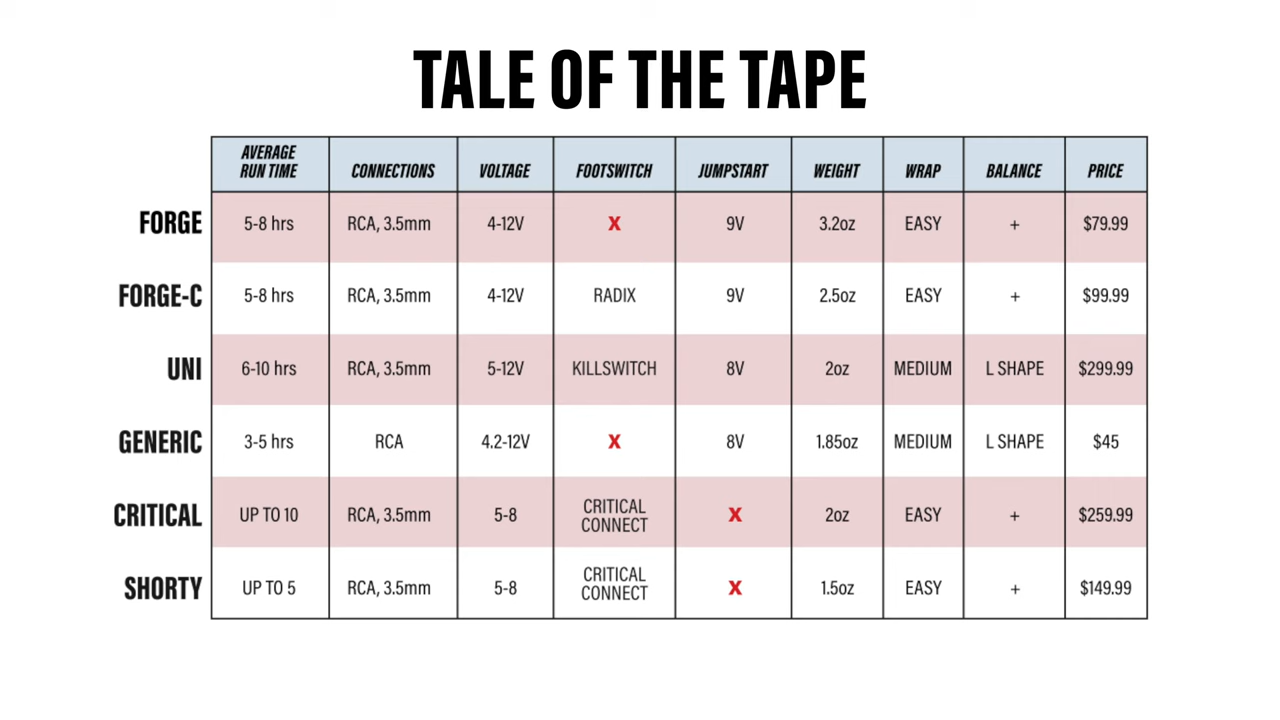 TALE OF THE TAPE
AVERAGE RUN TIME CONNECTIONS VOLTAGE FOOTSWITCH JUMPSTART WEIGHT WRAP BALANCE PRICE
FORGE 5-8 hrs RCA, 3.5mm 4-12V X 9V 3.2oz EASY + $79.99
FORGE-C 5-8 hrs RCA, 3.5mm 4-12V RADIX 9V 2.5oz EASY + $99.99
UNI 6-10 hrs RCA, 3.5mm 5-12V KILLSWITCH 8V 2oz MEDIUM L SHAPE $299.99
GENERIC 3-5 hrs RCA 4.2-12V X 8V 1.85oz MEDIUM L SHAPE $45
CRITICAL UP TO 10 RCA, 3.5mm 5-8 CRITICAL CONNECT X 2oz EASY + $259.99
SHORTY UP TO 5 RCA, 3.5mm 5-8 CRITICAL CONNECT X 1.5oz EASY + $149.99